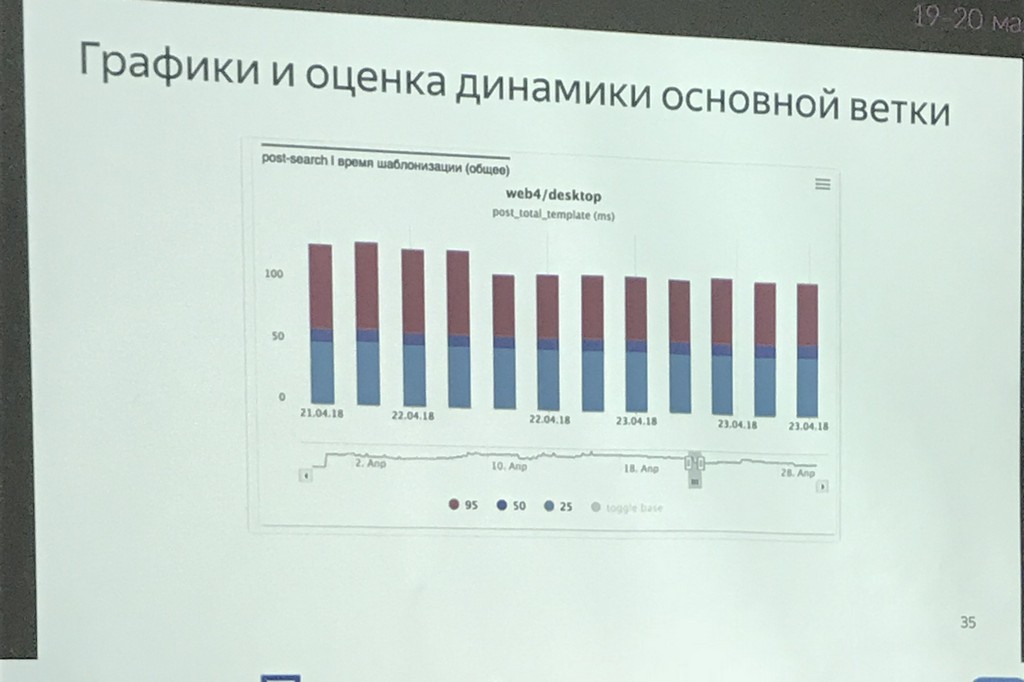 19-20 ма
Графики и оценка динамики основной ветки
post-search | время шаблонизации (общее)
web4/desktop
post_total_template (ms)
100
50
0
21.04.18 22.04.18 22.04.18 23.04.18 23.04.18 23.04.18
2. Апр 10. Апр 18. Апр 28. Апр
95 50 25 toggle base
35